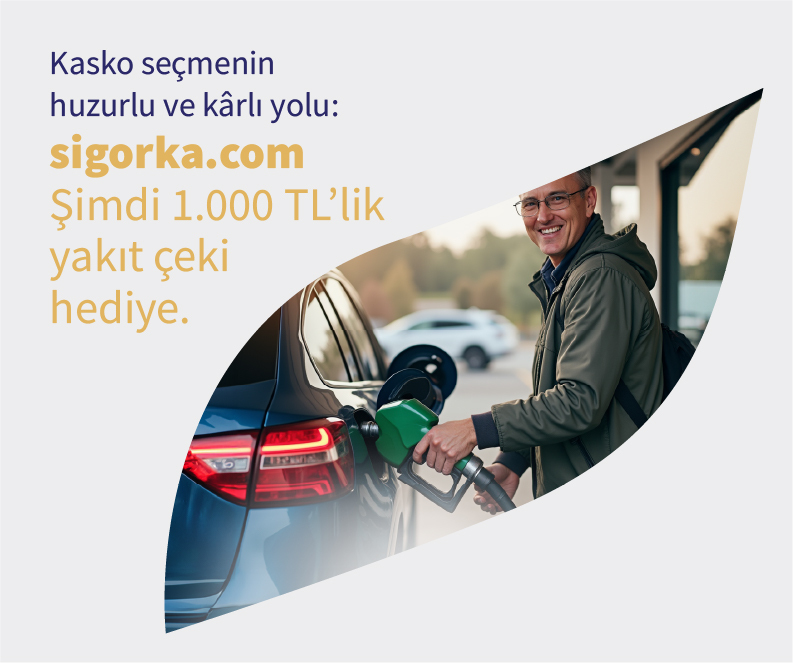 Kasko seçmenin
huzurlu ve kârlı yolu:
sigorka.com
Şimdi 1.000 TL’lik
yakıt çeki
hediye.